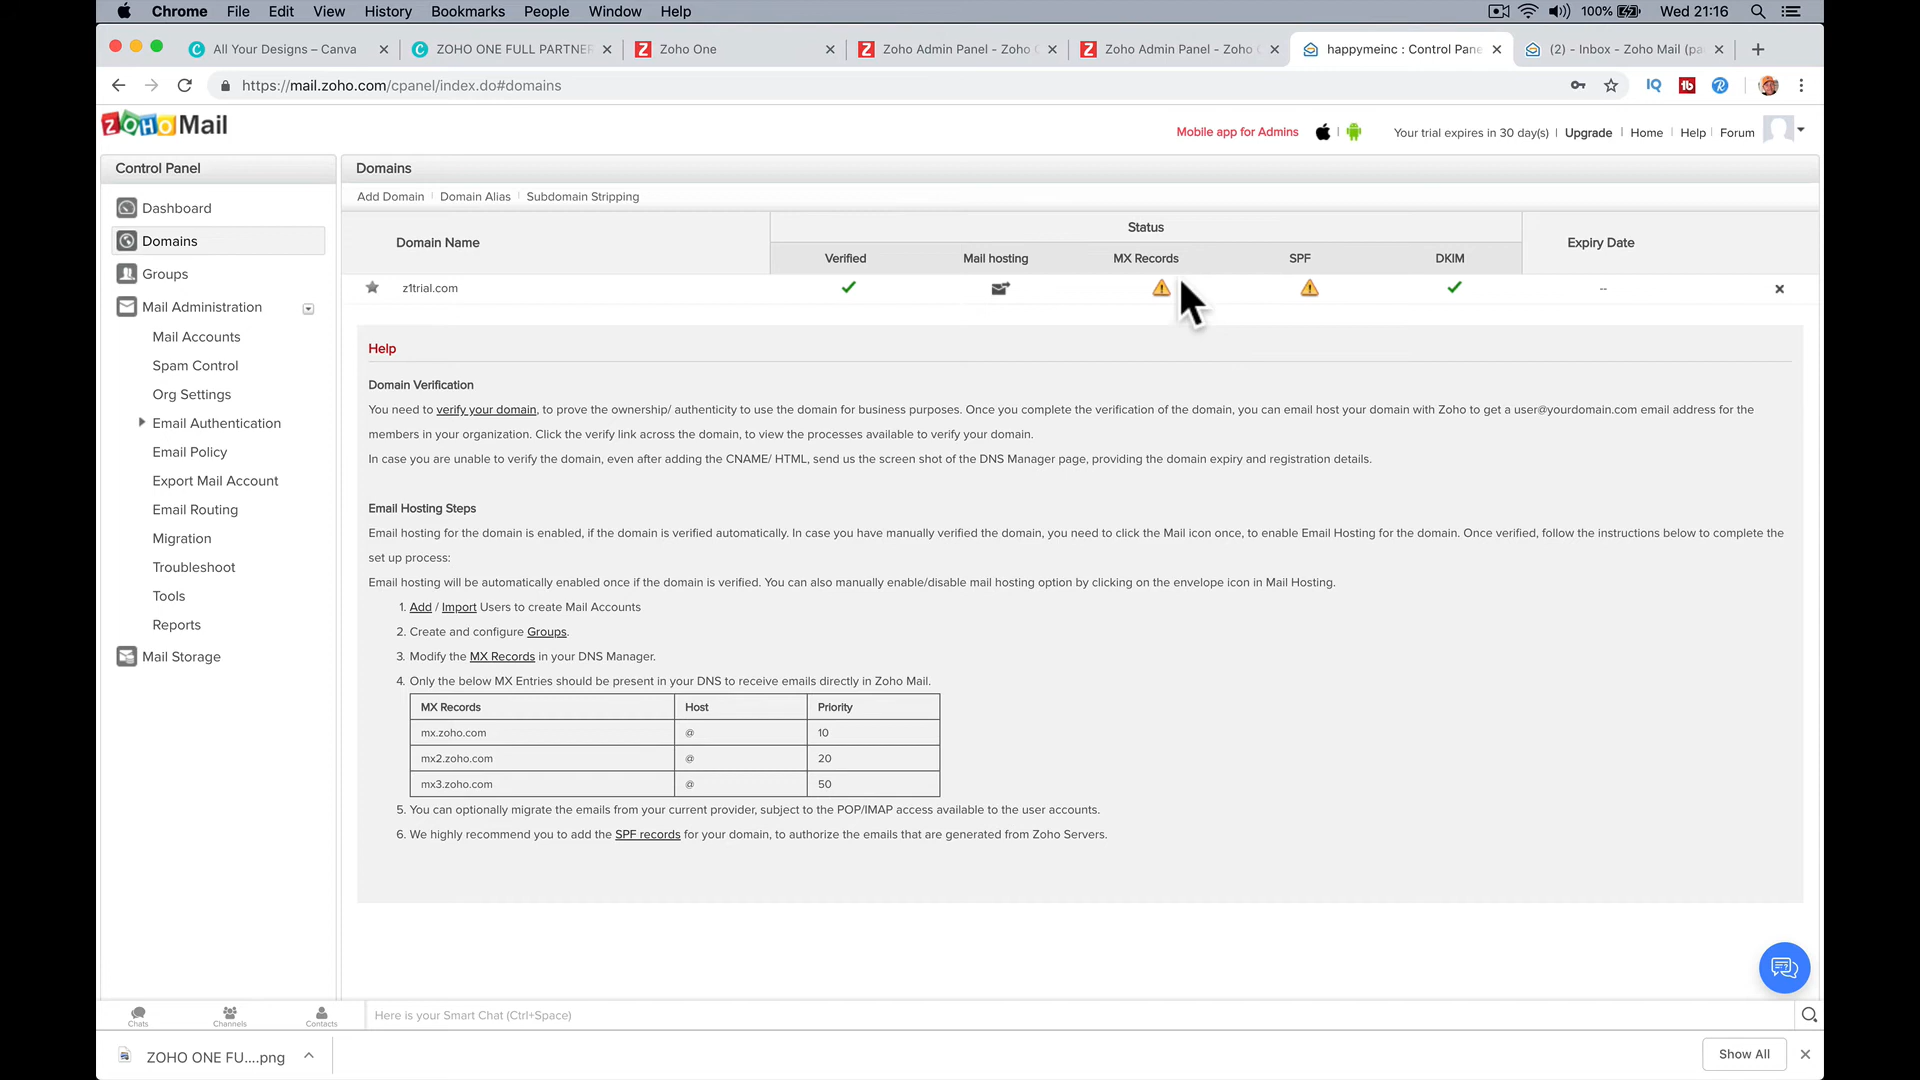 Chrome File Edit View History Bookmarks People Window Help 100% Wed 21:16
All Your Designs – Canva ZOHO ONE FULL PARTNER Zoho One Zoho Admin Panel - Zoho Zoho Admin Panel - Zoho happymeinc : Control Pane (2) - Inbox - Zoho Mail (pa
https://mail.zoho.com/cpanel/index.do#domains
ZOHO Mail
Mobile app for Admins Your trial expires in 30 day(s) Upgrade Home Help Forum
Control Panel
Dashboard
Domains
Groups
Mail Administration
Mail Accounts
Spam Control
Org Settings
Email Authentication
Email Policy
Export Mail Account
Email Routing
Migration
Troubleshoot
Tools
Reports
Mail Storage
Domains
Add Domain Domain Alias Subdomain Stripping
Domain Name Status Expiry Date
Verified Mail hosting MX Records SPF DKIM
z1trial.com --
Help
Domain Verification
You need to verify your domain, to prove the ownership/ authenticity to use the domain for business purposes. Once you complete the verification of the domain, you can email host your domain with Zoho to get a user@yourdomain.com email address for the
members in your organization. Click the verify link across the domain, to view the processes available to verify your domain.
In case you are unable to verify the domain, even after adding the CNAME/ HTML, send us the screen shot of the DNS Manager page, providing the domain expiry and registration details.
Email Hosting Steps
Email hosting for the domain is enabled, if the domain is verified automatically. In case you have manually verified the domain, you need to click the Mail icon once, to enable Email Hosting for the domain. Once verified, follow the instructions below to complete the
set up process:
Email hosting will be automatically enabled once if the domain is verified. You can also manually enable/disable mail hosting option by clicking on the envelope icon in Mail Hosting.
1. Add / Import Users to create Mail Accounts
2. Create and configure Groups.
3. Modify the MX Records in your DNS Manager.
4. Only the below MX Entries should be present in your DNS to receive emails directly in Zoho Mail.
MX Records Host Priority
mx.zoho.com @ 10
mx2.zoho.com @ 20
mx3.zoho.com @ 50
5. You can optionally migrate the emails from your current provider, subject to the POP/IMAP access available to the user accounts.
6. We highly recommend you to add the SPF records for your domain, to authorize the emails that are generated from Zoho Servers.
Chats Channels Contacts Here is your Smart Chat (Ctrl+Space)
ZOHO ONE FU....png Show All